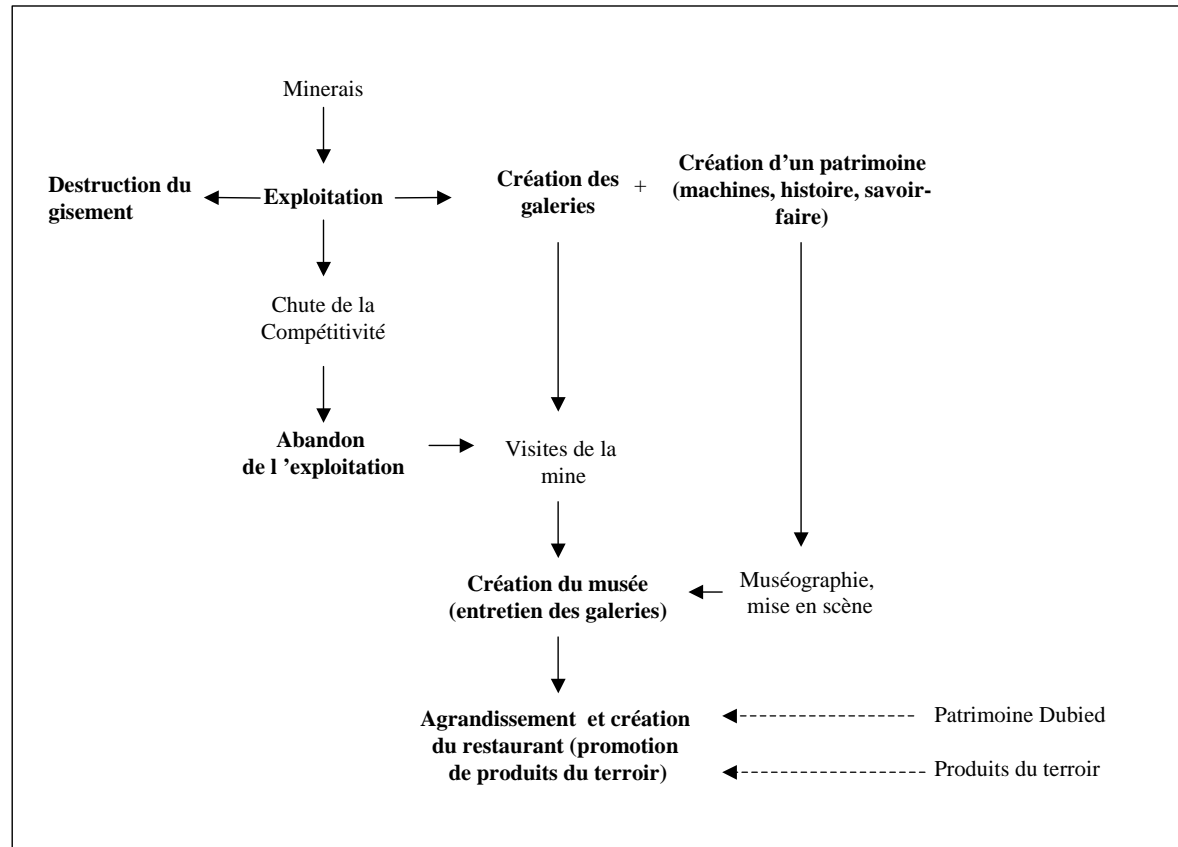 Minerais
Destruction du
gisement
Exploitation
Création des
galeries
+
Création d’un patrimoine
(machines, histoire, savoir-
faire)
Chute de la
Compétitivité
Abandon
de l ’exploitation
Visites de la
mine
Création du musée
(entretien des galeries)
Muséographie,
mise en scène
Agrandissement et création
du restaurant (promotion
de produits du terroir)
Patrimoine Dubied
Produits du terroir